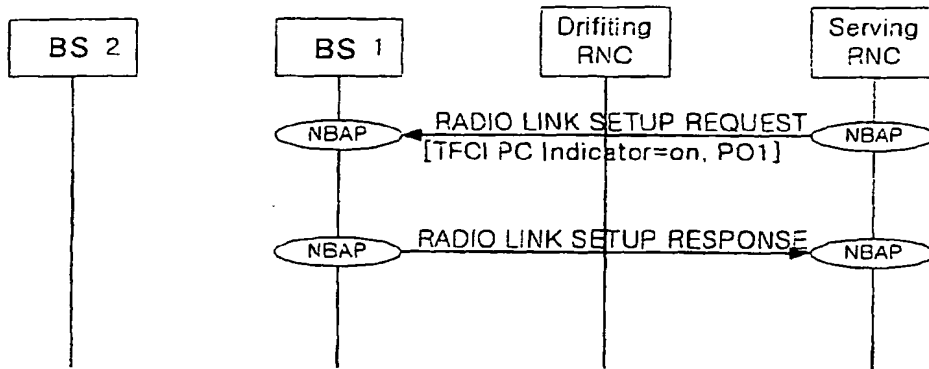 BS 2
BS 1
Drifiting
RNC
Serving
RNC
NBAP
RADIO LINK SETUP REQUEST
[TFCI PC Indicator=on, PO1]
NBAP
NBAP
RADIO LINK SETUP RESPONSE
NBAP